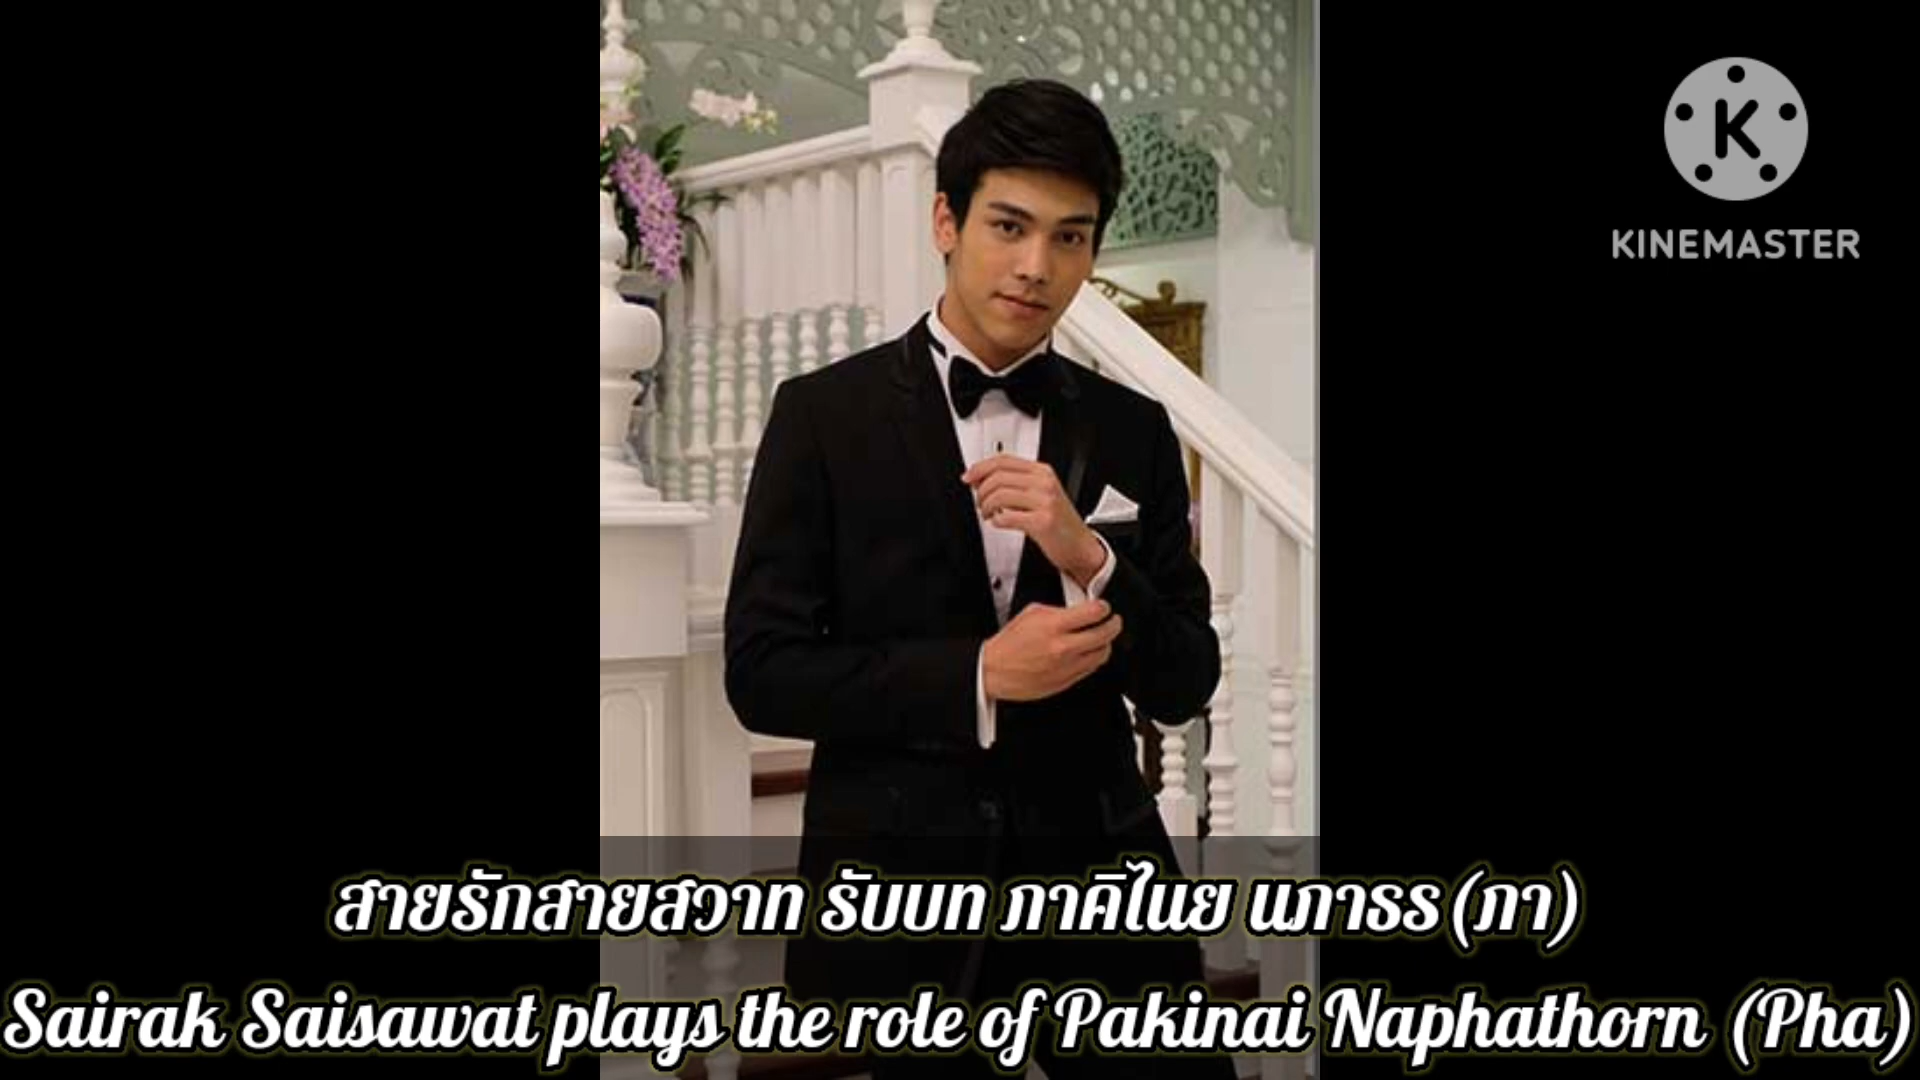 K
KINEMASTER
สายรักสายสวาท รับบท ภาคิไนย นภาธร(ภา)
Sairak Saisawat plays the role of Pakinai Naphathorn (Pha)